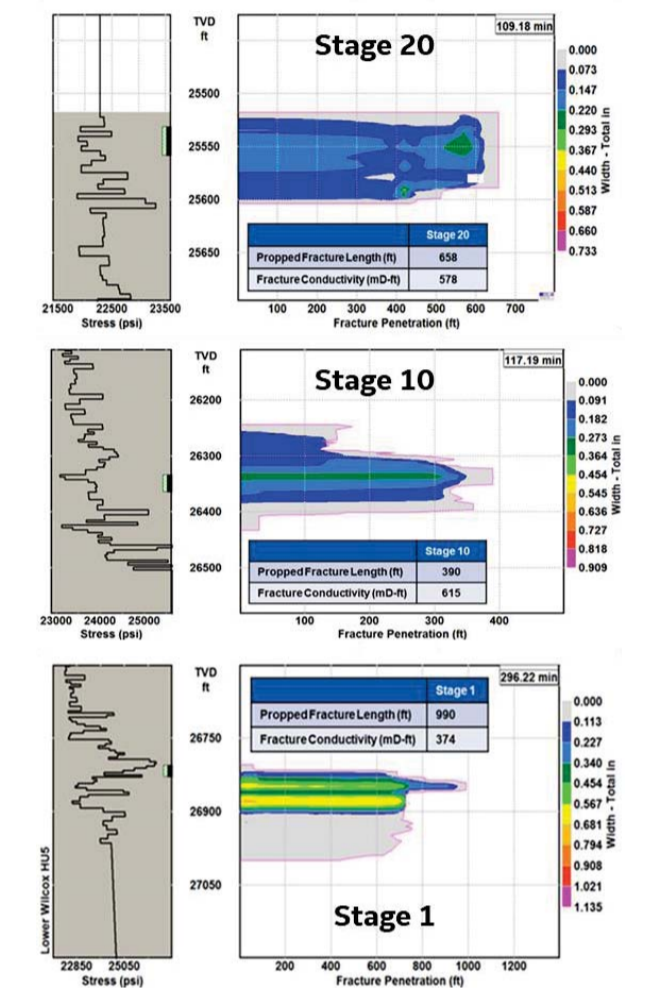 TVD
ft
109.18 min
Stage 20
25500
25550
25600
25650
0.000
0.073
0.147
0.220
0.293
0.367
0.440
0.513
0.587
0.660
0.733
Width - Total in
Stage 20
Propped Fracture Length (ft) 658
Fracture Conductivity (mD-ft) 578
21500 22500 23500
Stress (psi)
100 200 300 400 500 600 700
Fracture Penetration (ft)
TVD
ft
117.19 min
Stage 10
26200
26300
26400
26500
0.000
0.091
0.182
0.273
0.364
0.454
0.545
0.636
0.727
0.818
0.909
Width - Total in
Stage 10
Propped Fracture Length (ft) 390
Fracture Conductivity (mD-ft) 615
23000 24000 25000
Stress (psi)
100 200 300 400
Fracture Penetration (ft)
TVD
ft
296.22 min
Stage 1
Propped Fracture Length (ft) 990
Fracture Conductivity (mD-ft) 374
26750
26900
27050
0.000
0.113
0.227
0.340
0.454
0.567
0.681
0.794
0.908
1.021
1.135
Width - Total in
Lower Wilcox HU5
Stage 1
22850 25050
Stress (psi)
200 400 600 800 1000 1200
Fracture Penetration (ft)